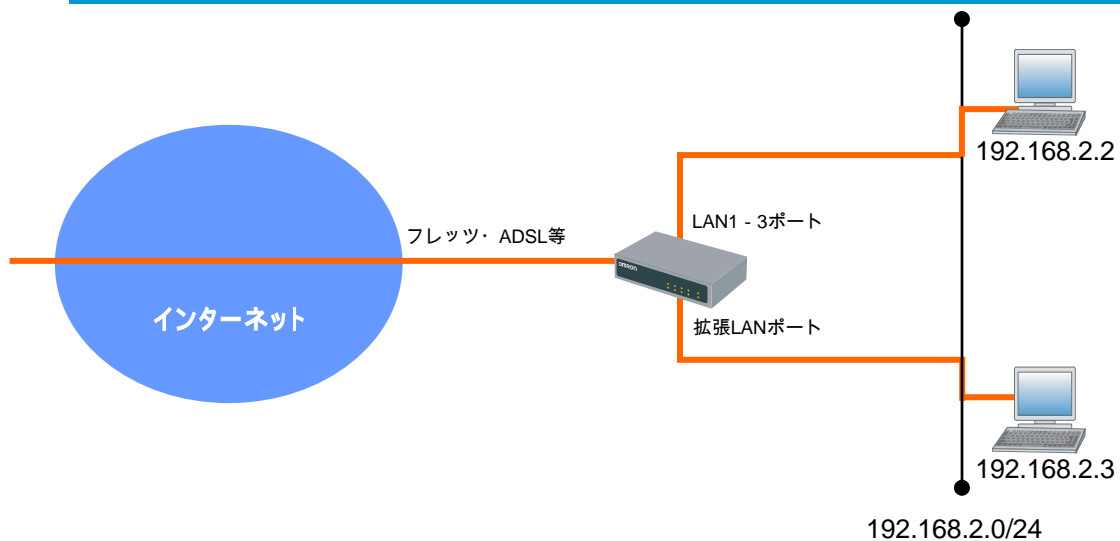 192.168.2.2
LAN1 - 3ポート
フレッツ・ADSL等
omron
インターネット
拡張LANポート
192.168.2.3
192.168.2.0/24